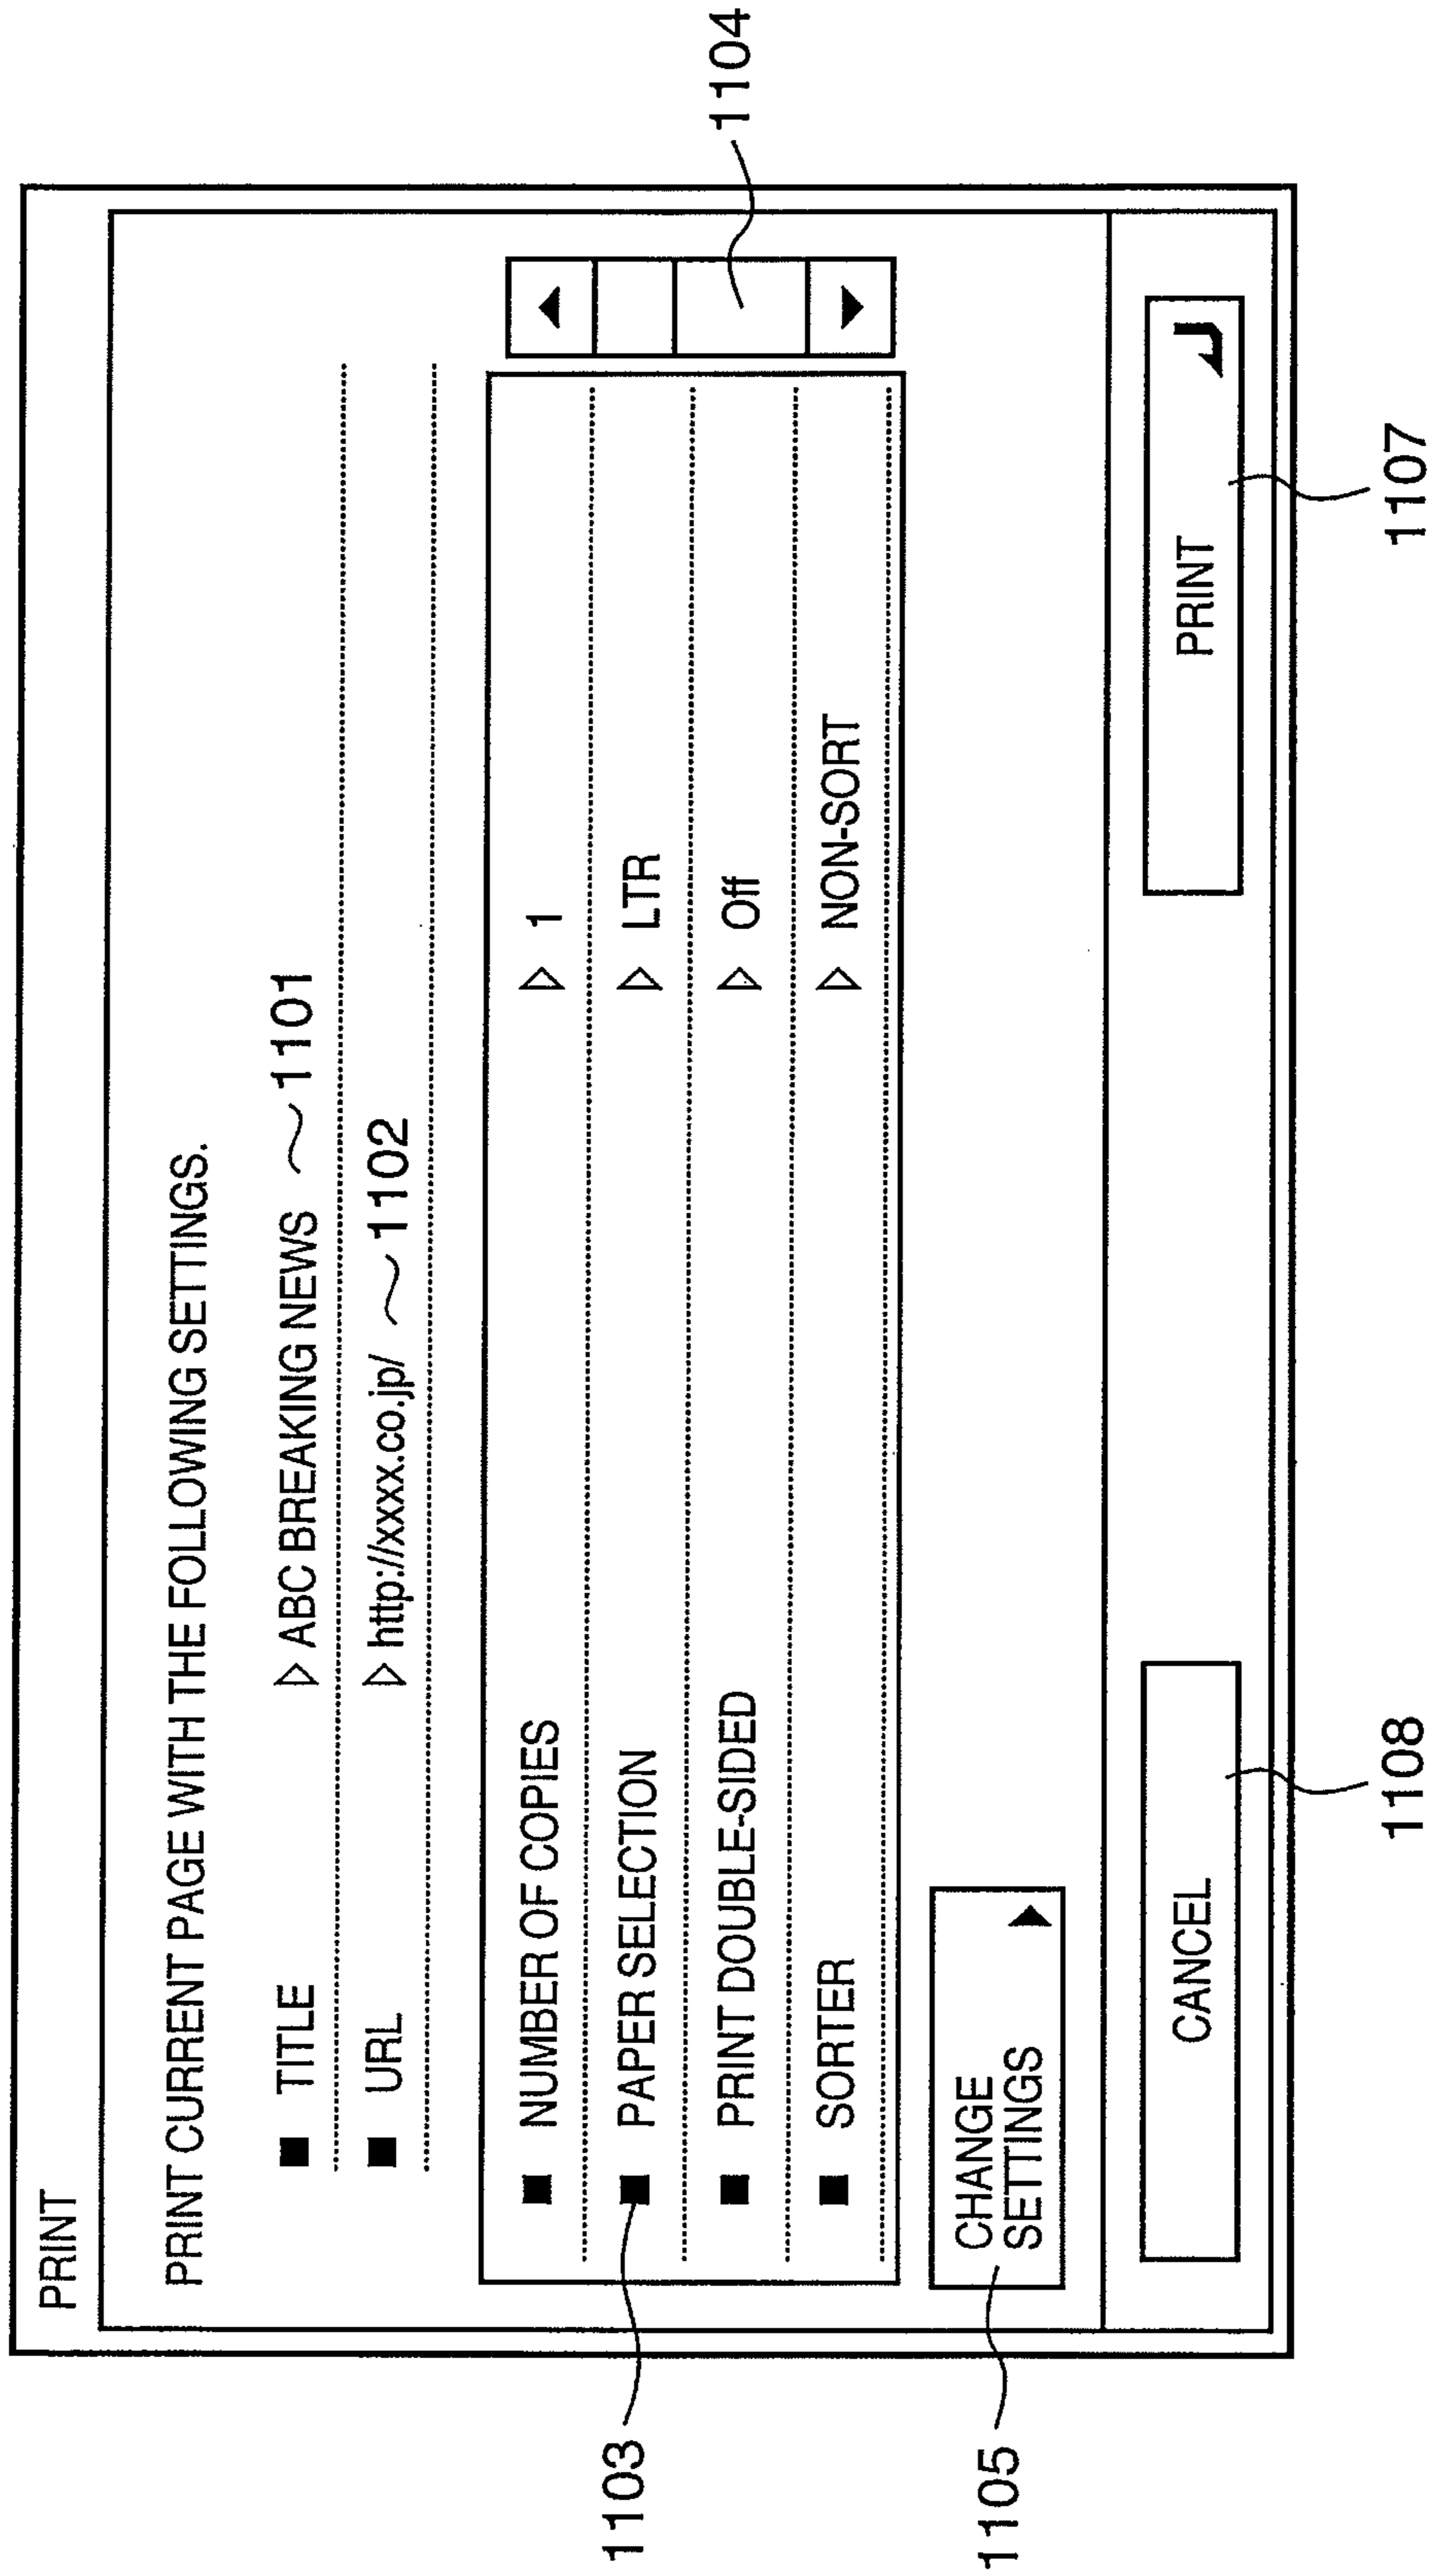 PRINT
PRINT CURRENT PAGE WITH THE FOLLOWING SETTINGS.
■ TITLE ▷ ABC BREAKING NEWS ~ 1101
■ URL ▷ http://xxxx.co.jp/ ~ 1102
■ NUMBER OF COPIES ▷ 1
1104
1103
■ PAPER SELECTION ▷ LTR
■ PRINT DOUBLE-SIDED ▷ Off
■ SORTER ▷ NON-SORT
1105
CHANGE
SETTINGS
CANCEL
PRINT
1108
1107